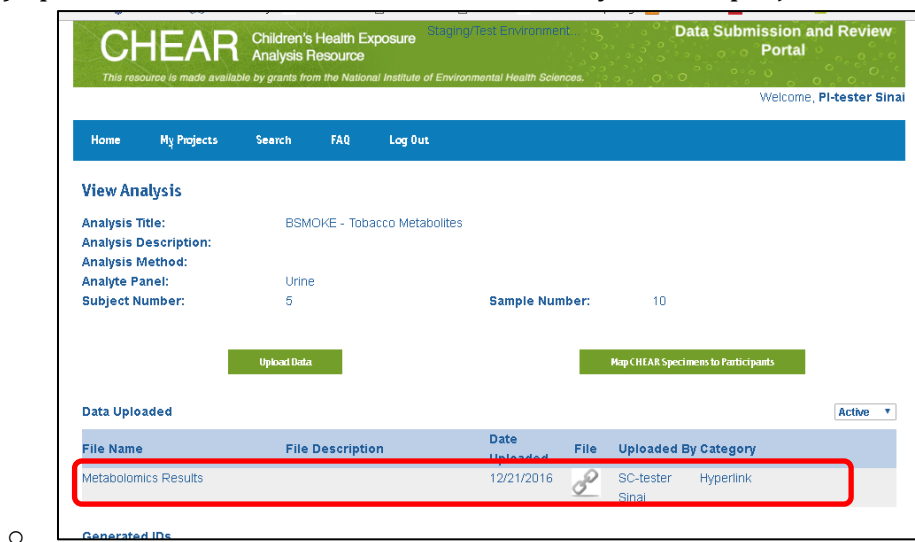 CHEAR Children's Health Exposure Analysis Resource
Staging/Test Environment...
Data Submission and Review Portal
This resource is made available by grants from the National Institute of Environmental Health Sciences.
Welcome, PI-tester Sinai
Home My Projects Search FAQ Log Out
View Analysis
Analysis Title: BSMOKE - Tobacco Metabolites
Analysis Description:
Analysis Method:
Analyte Panel: Urine
Subject Number: 5 Sample Number: 10
Upload Data Map CHEAR Specimens to Participants
Data Uploaded Active
File Name File Description Date Uploaded File Uploaded By Category
Metabolomics Results 12/21/2016 SC-tester Sinai Hyperlink
Generated IDs